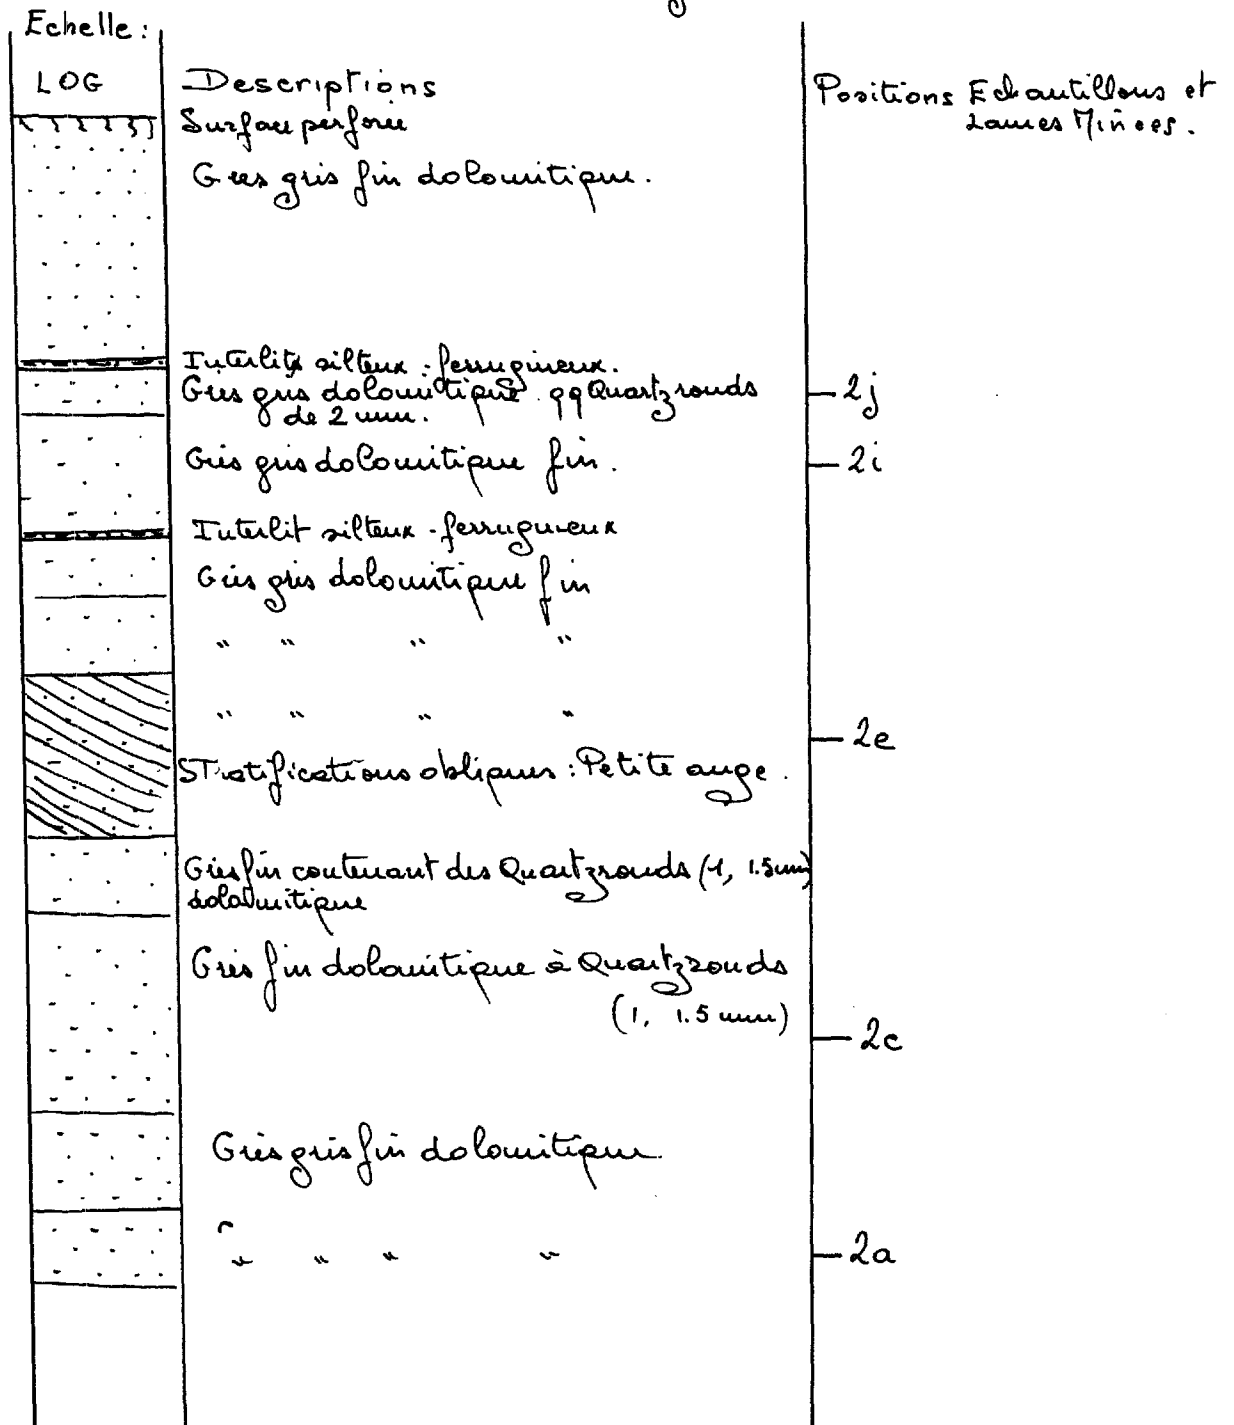 Echelle :
LOG
Descriptions
Positions Echantillons et
Lames Minces.
Surface perforée
Grès gris fin dolomitique.
Interlits silteux : ferrugineux.
Grès gris dolomitique qq Quartz ronds
de 2 mm.
2j
Grès gris dolomitique fin.
2i
Interlit silteux - ferrugineux
Grès gris dolomitique fin
" " " "
" " " "
2e
STratifications obliques : Petite auge.
Grès fin contenant des Quartz ronds (1, 1.5 mm)
dolomitique
Grès fin dolomitique à Quartz ronds
(1, 1.5 mm)
2c
Grès gris fin dolomitique.
" " " "
2a